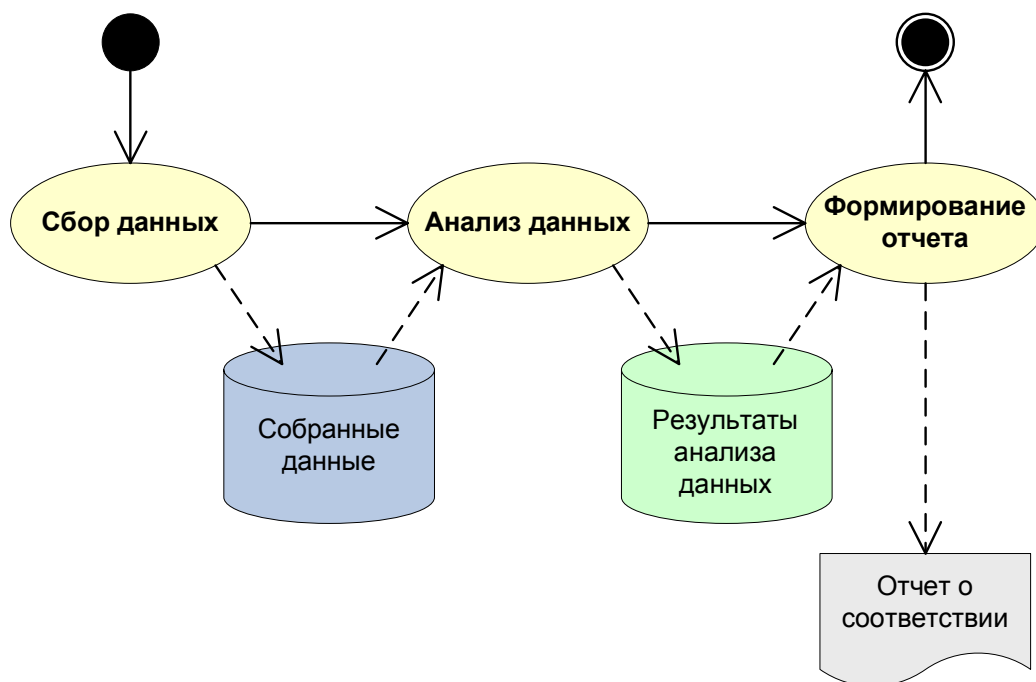 Сбор данных
Анализ данных
Формирование
отчета
Собранные
данные
Результаты
анализа
данных
Отчет о
соответствии